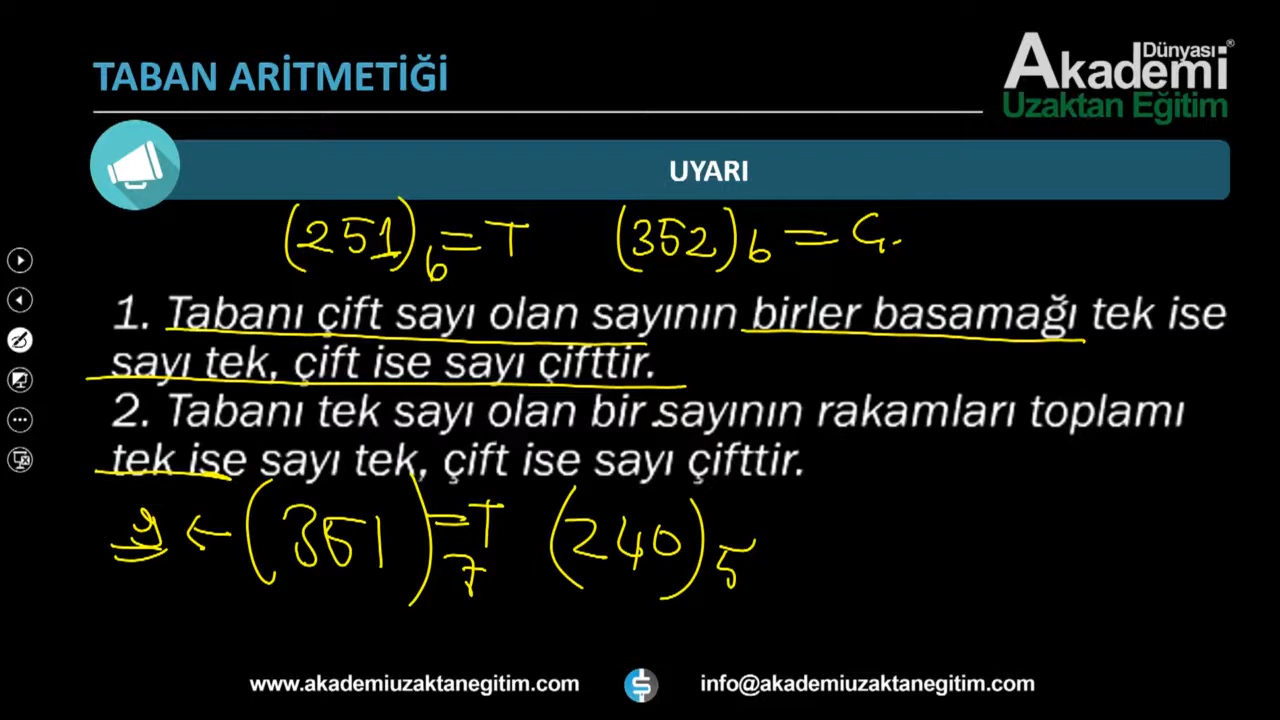 TABAN ARİTMETİĞİ
Akademi Dünyası®
Uzaktan Eğitim
UYARI
(251)6 = T (352)6 = Ç.
1. Tabanı çift sayı olan sayının birler basamağı tek ise
sayı tek, çift ise sayı çifttir.
2. Tabanı tek sayı olan bir sayının rakamları toplamı
tek ise sayı tek, çift ise sayı çifttir.
9 ← (351)7 = T (240)5
www.akademiuzaktanegitim.com info@akademiuzaktanegitim.com